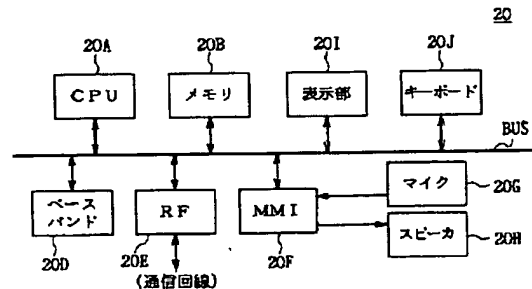 20
20A
20B
20I
20J
CPU
メモリ
表示部
キーボード
BUS
ベース
バンド
RF
MMI
マイク
20G
スピーカ
20H
20D
20E
20F
(通信回線)